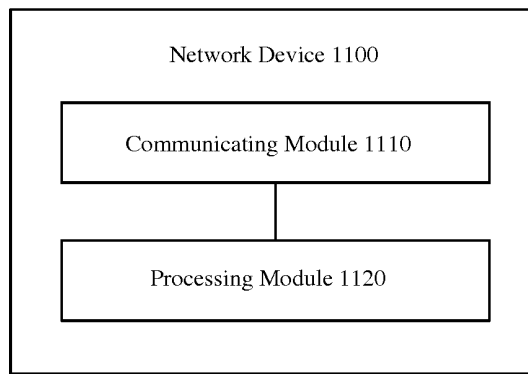 Network Device 1100
Communicating Module 1110
Processing Module 1120